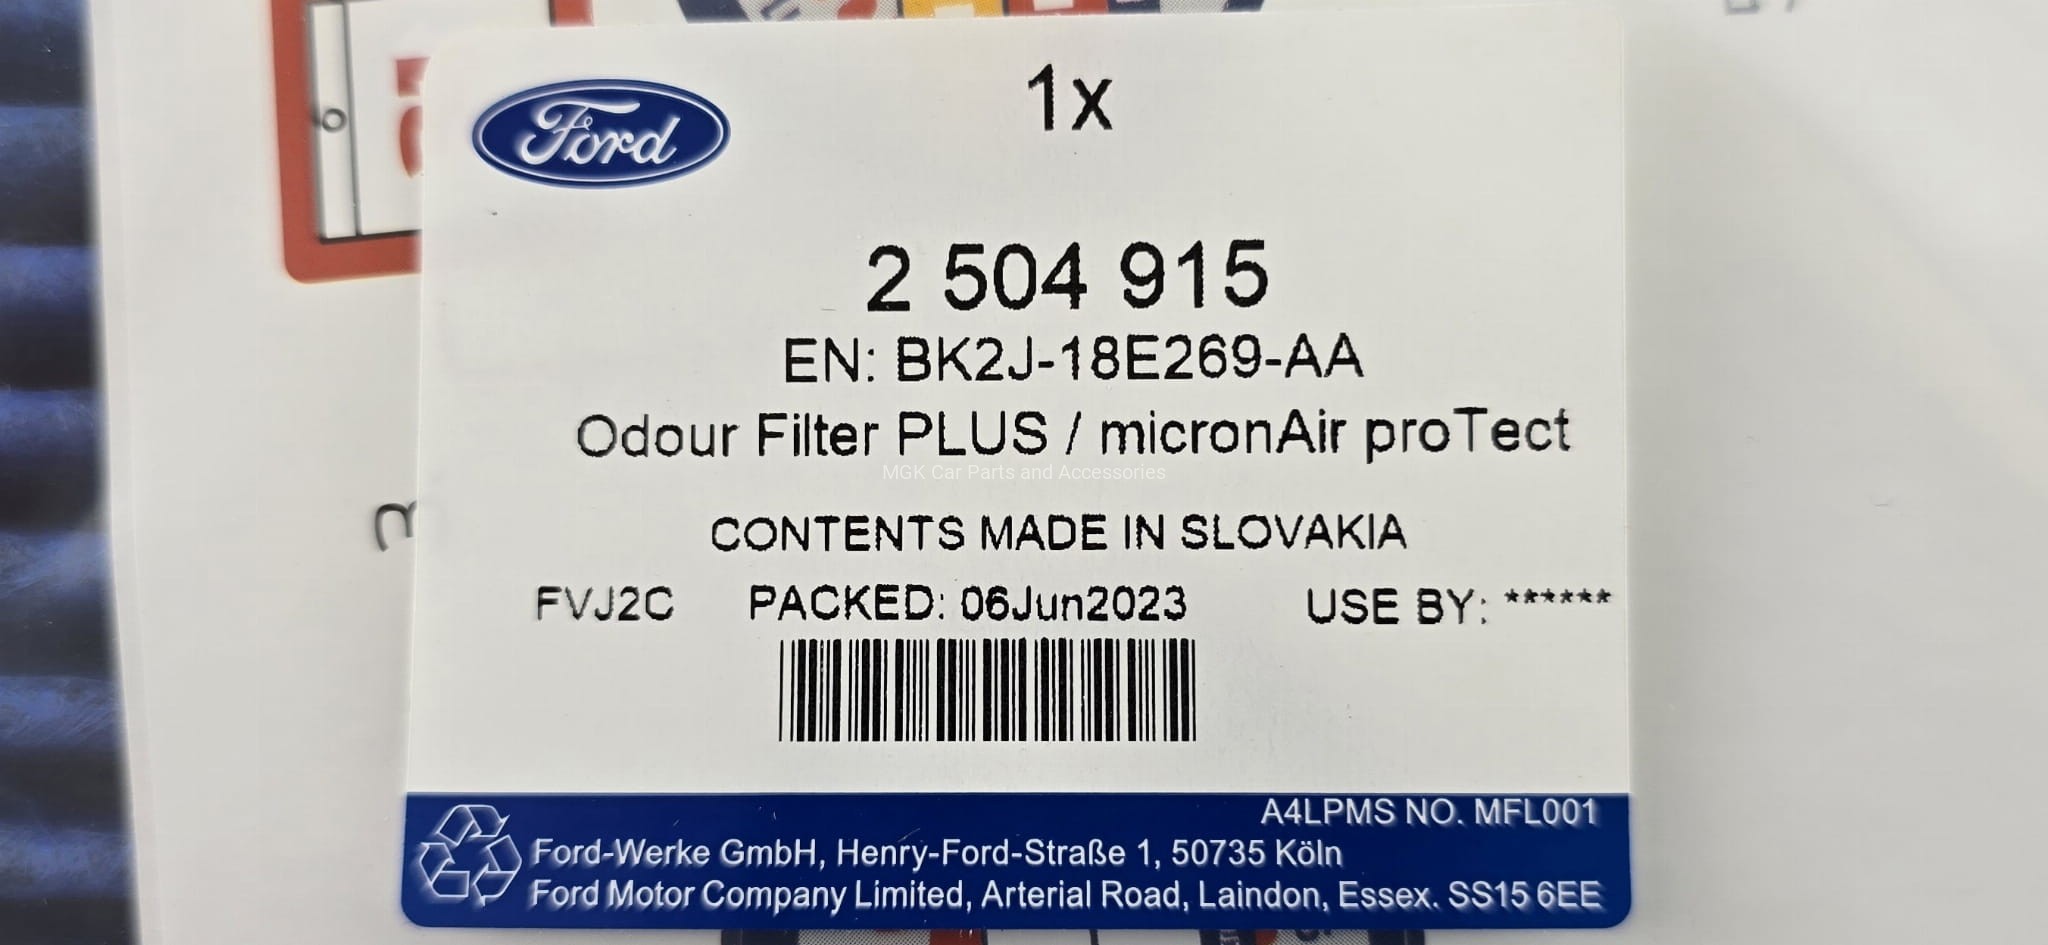 Ford
1x
2 504 915
EN: BK2J-18E269-AA
Odour Filter PLUS / micronAir proTect
MGK Car Parts and Accessories
CONTENTS MADE IN SLOVAKIA
FVJ2C PACKED: 06Jun2023 USE BY: ******
A4LPMS NO. MFL001
Ford-Werke GmbH, Henry-Ford-Straße 1, 50735 Köln
Ford Motor Company Limited, Arterial Road, Laindon, Essex. SS15 6EE